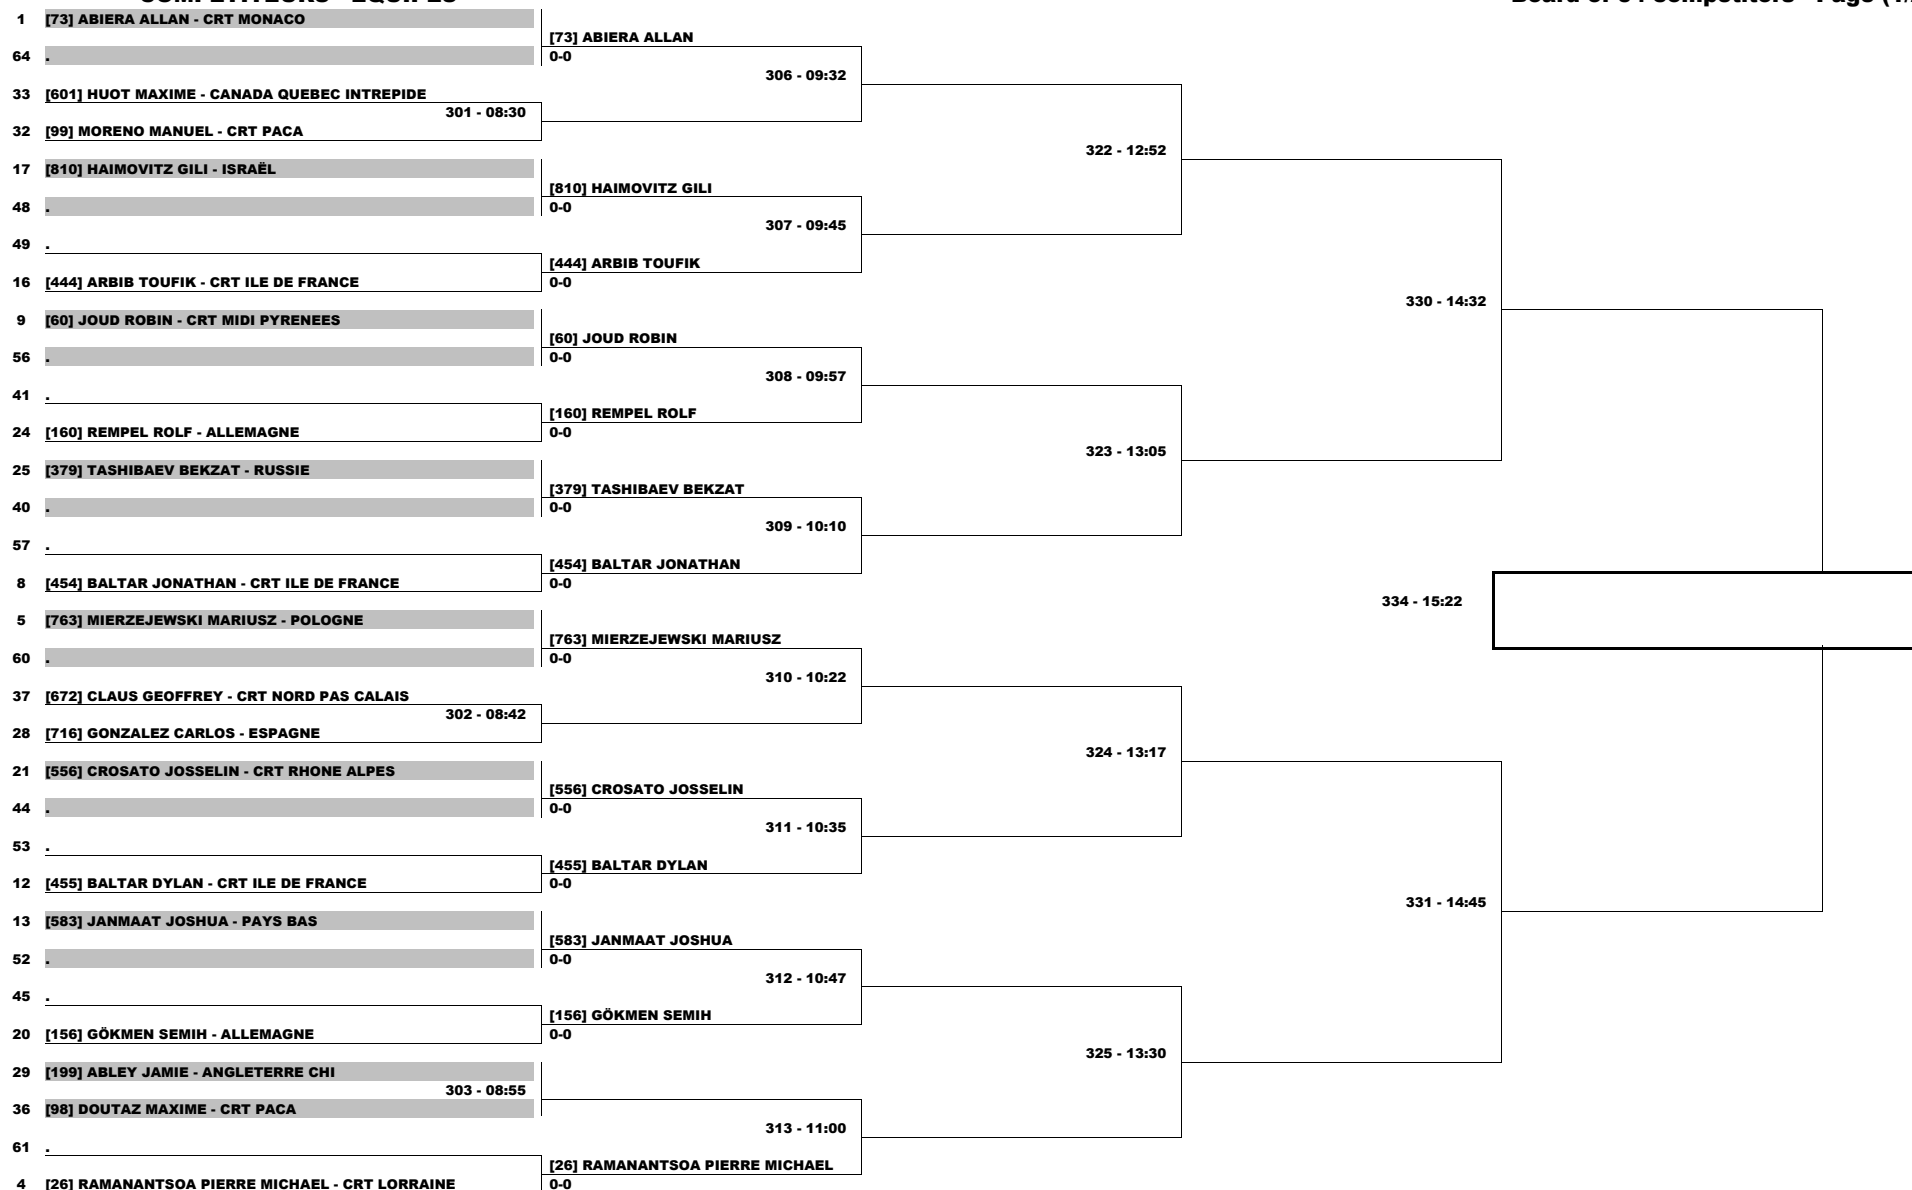 1 [73] ABIERA ALLAN - CRT MONACO
[73] ABIERA ALLAN
64 .
0-0
306 - 09:32
33 [601] HUOT MAXIME - CANADA QUEBEC INTREPIDE
301 - 08:30
32 [99] MORENO MANUEL - CRT PACA
322 - 12:52
17 [810] HAIMOVITZ GILI - ISRAËL
[810] HAIMOVITZ GILI
48 .
0-0
307 - 09:45
49 .
[444] ARBIB TOUFIK
16 [444] ARBIB TOUFIK - CRT ILE DE FRANCE
0-0
330 - 14:32
9 [60] JOUD ROBIN - CRT MIDI PYRENEES
[60] JOUD ROBIN
56 .
0-0
308 - 09:57
41 .
[160] REMPEL ROLF
24 [160] REMPEL ROLF - ALLEMAGNE
0-0
323 - 13:05
25 [379] TASHIBAEV BEKZAT - RUSSIE
[379] TASHIBAEV BEKZAT
40 .
0-0
309 - 10:10
57 .
[454] BALTAR JONATHAN
8 [454] BALTAR JONATHAN - CRT ILE DE FRANCE
0-0
334 - 15:22
5 [763] MIERZEJEWSKI MARIUSZ - POLOGNE
[763] MIERZEJEWSKI MARIUSZ
60 .
0-0
310 - 10:22
37 [672] CLAUS GEOFFREY - CRT NORD PAS CALAIS
302 - 08:42
28 [716] GONZALEZ CARLOS - ESPAGNE
324 - 13:17
21 [556] CROSATO JOSSELIN - CRT RHONE ALPES
[556] CROSATO JOSSELIN
44 .
0-0
311 - 10:35
53 .
[455] BALTAR DYLAN
12 [455] BALTAR DYLAN - CRT ILE DE FRANCE
0-0
331 - 14:45
13 [583] JANMAAT JOSHUA - PAYS BAS
[583] JANMAAT JOSHUA
52 .
0-0
312 - 10:47
45 .
[156] GÖKMEN SEMIH
20 [156] GÖKMEN SEMIH - ALLEMAGNE
0-0
325 - 13:30
29 [199] ABLEY JAMIE - ANGLETERRE CHI
303 - 08:55
36 [98] DOUTAZ MAXIME - CRT PACA
313 - 11:00
61 .
[26] RAMANANTSOA PIERRE MICHAEL
4 [26] RAMANANTSOA PIERRE MICHAEL - CRT LORRAINE
0-0